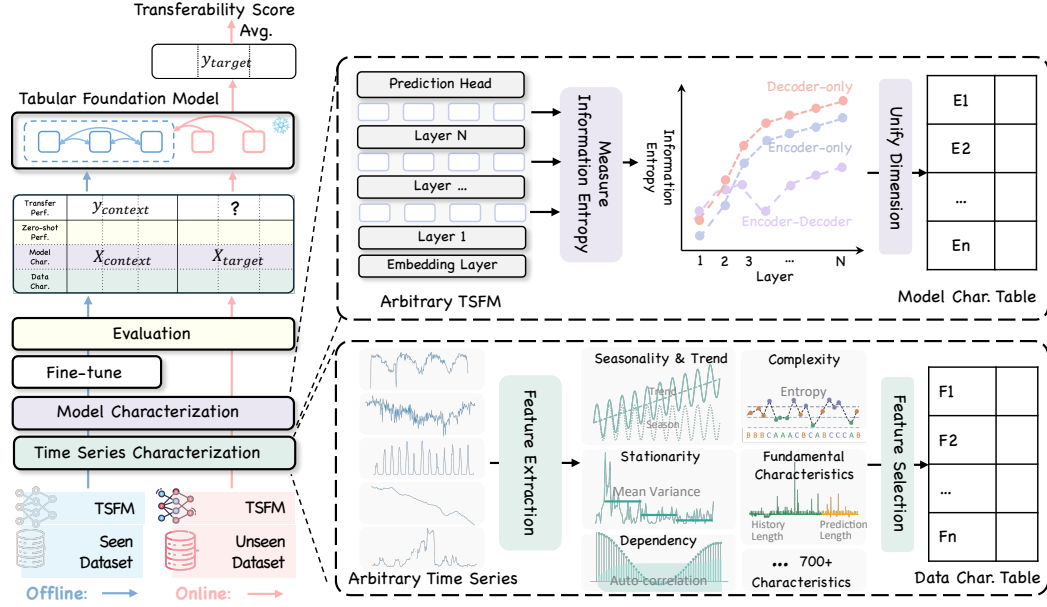 Transferability Score
Avg.
y_target
Tabular Foundation Model
Transfer Perf.
y_context
?
Zero-shot Perf.
Model Char.
X_context
X_target
Data Char.
Evaluation
Fine-tune
Model Characterization
Time Series Characterization
TSFM
Seen
Dataset
TSFM
Unseen
Dataset
Offline:
Online:
Prediction Head
Layer N
Layer ...
Layer 1
Embedding Layer
Arbitrary TSFM
Measure
Information Entropy
Information
Entropy
Decoder-only
Encoder-only
Encoder-Decoder
1
2
3
...
N
Layer
Unify Dimension
E1
E2
...
En
Model Char. Table
Arbitrary Time Series
Feature Extraction
Seasonality & Trend
Trend
Season
Complexity
Entropy
B B B C A A A C B C A B C C C A B
Stationarity
Mean Variance
Fundamental
Characteristics
History
Length
Prediction
Length
Dependency
Auto-correlation
... 700+
Characteristics
Feature Selection
F1
F2
...
Fn
Data Char. Table